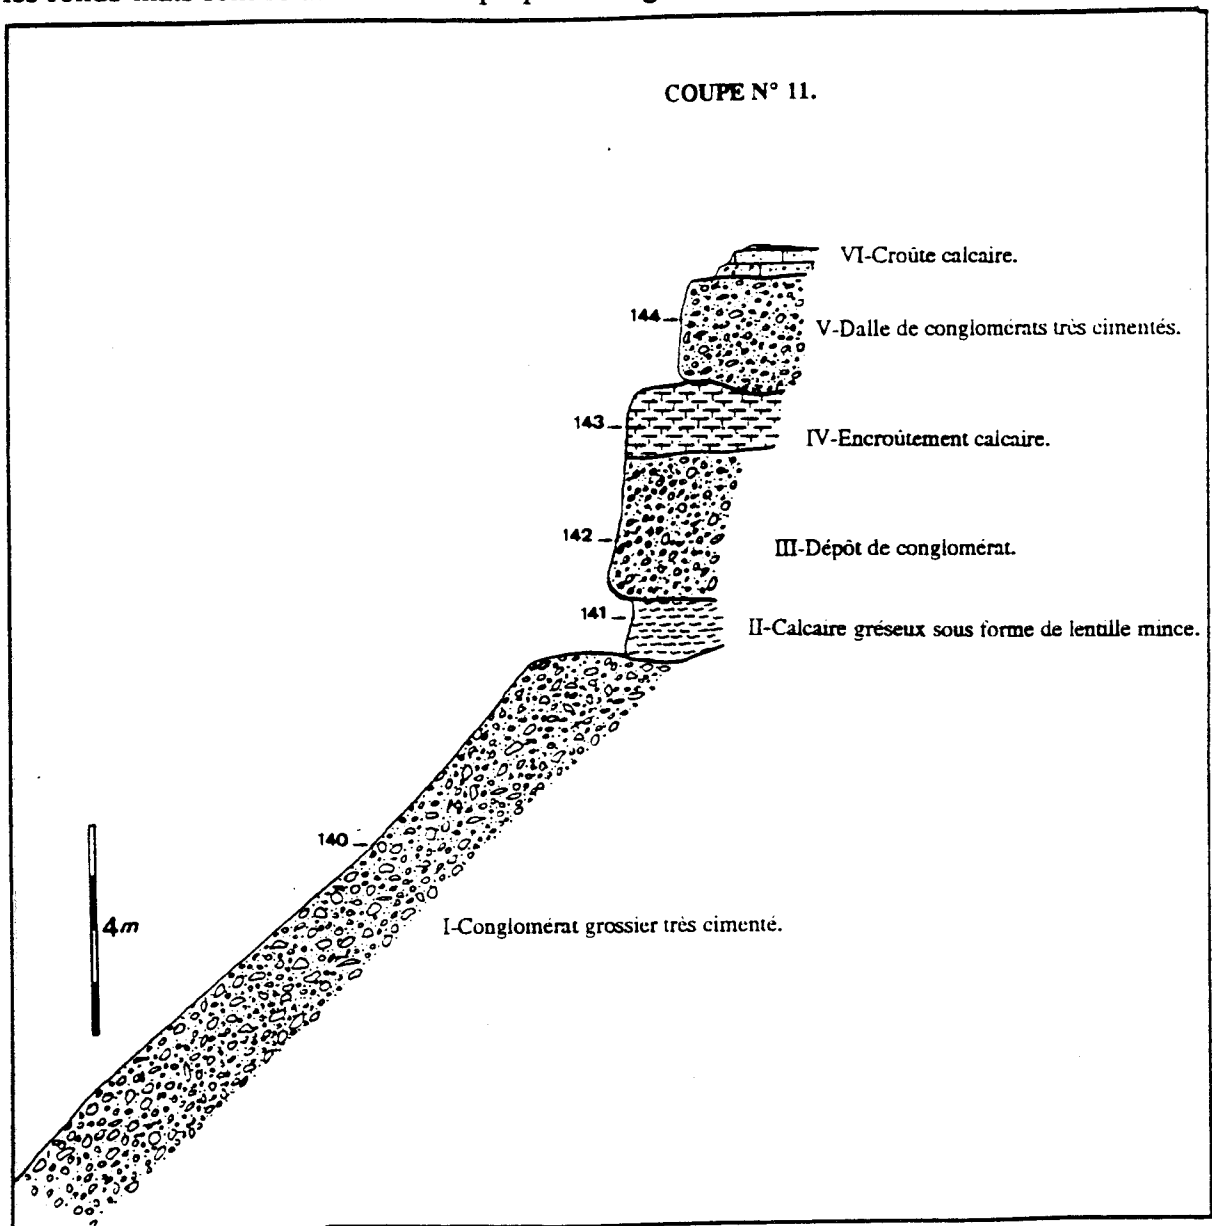 COUPE N° 11.
VI-Croûte calcaire.
144
V-Dalle de conglomérats très cimentés.
143
IV-Encroûtement calcaire.
142
III-Dépôt de conglomérat.
141
II-Calcaire gréseux sous forme de lentille mince.
140
4m
I-Conglomérat grossier très cimenté.